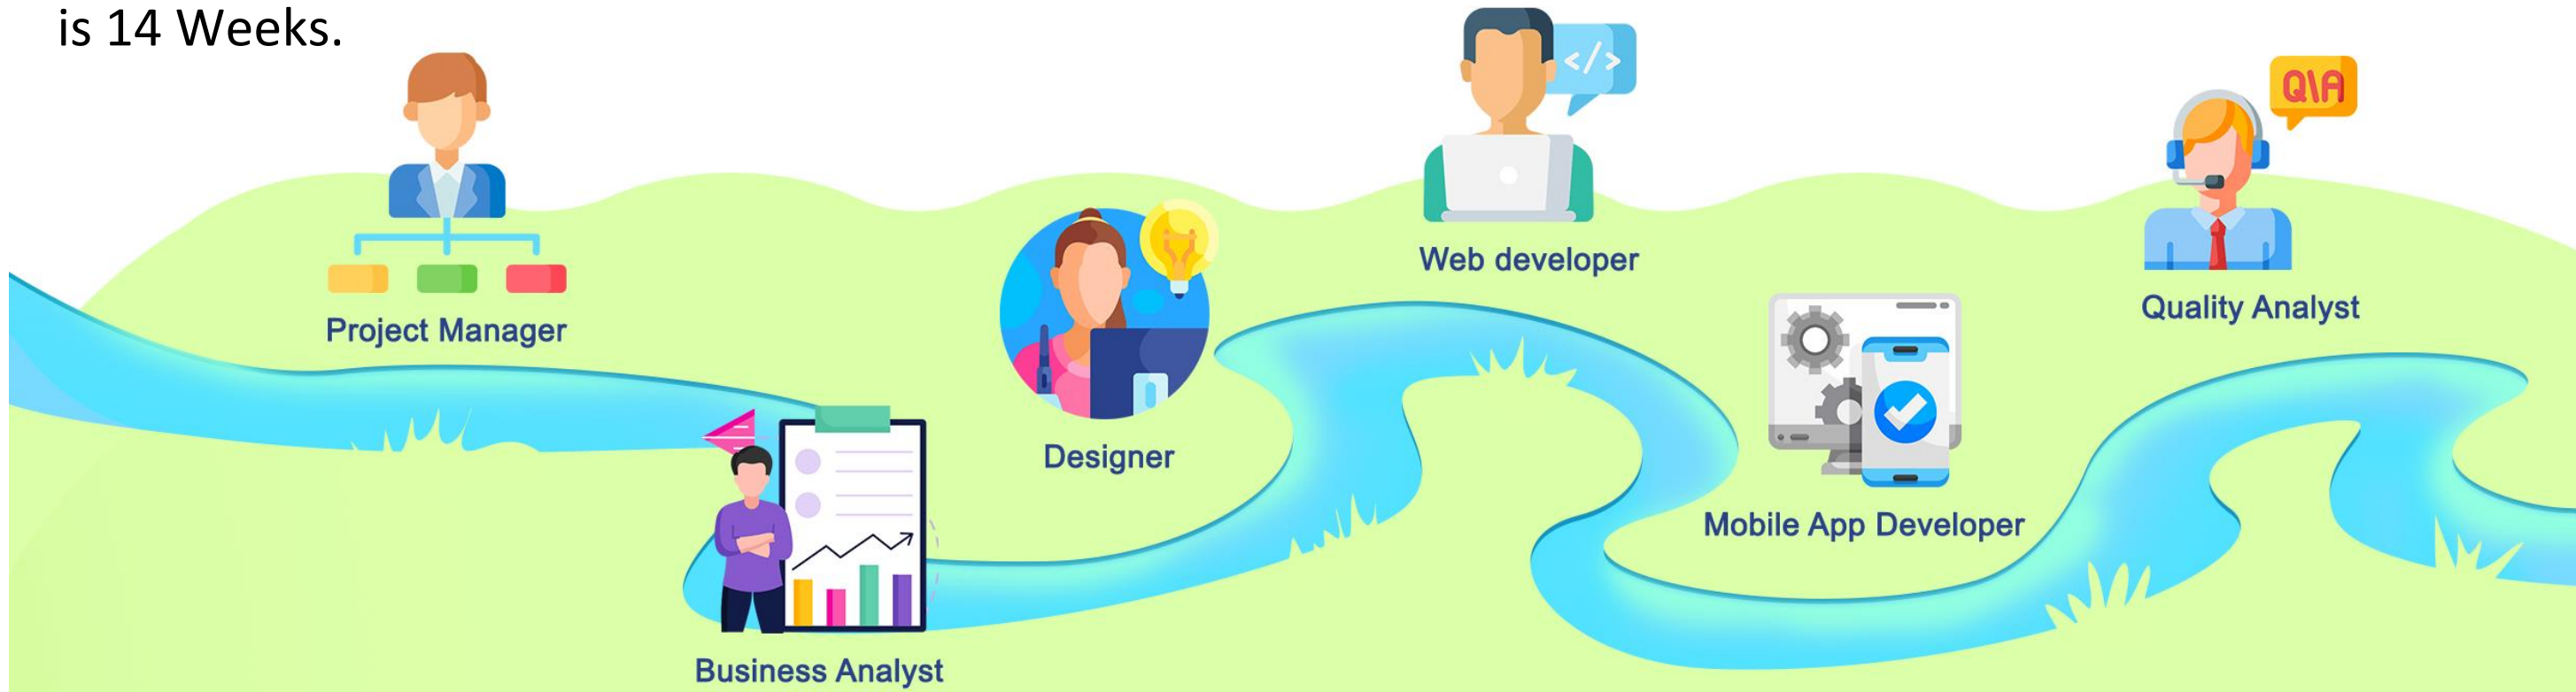 is 14 Weeks.
</>
Q\A
Web developer
Quality Analyst
Project Manager
Designer
Mobile App Developer
Business Analyst